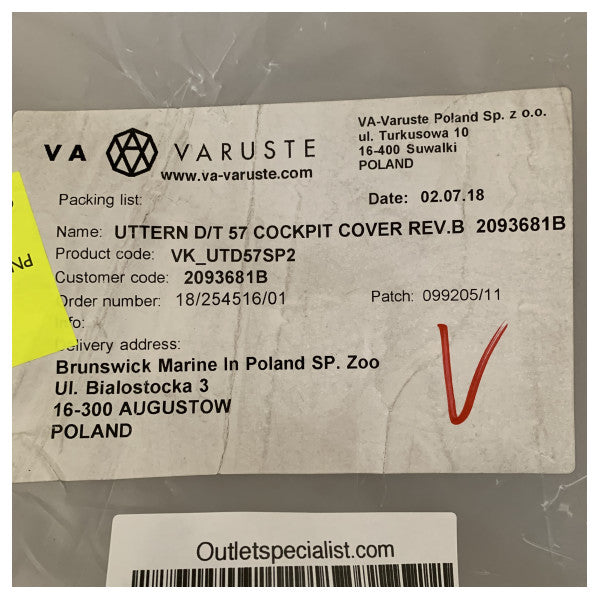 VA VARUSTE
www.va-varuste.com
VA-Varuste Poland Sp. z o.o.
ul. Turkusowa 10
16-400 Suwalki
POLAND
Packing list:
Date: 02.07.18
Name: UTTERN D/T 57 COCKPIT COVER REV.B 2093681B
Product code: VK_UTD57SP2
Customer code: 2093681B
Order number: 18/254516/01
Patch: 099205/11
Info:
Delivery address:
Brunswick Marine In Poland SP. Zoo
Ul. Bialostocka 3
16-300 AUGUSTOW
POLAND
V
PN
Outletspecialist.com